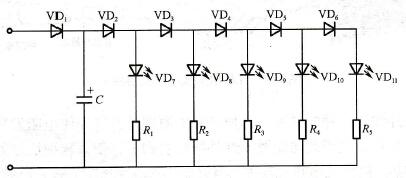 VD₁ VD₂ VD₃ VD₄ VD₅ VD₆
VD₇ VD₈ VD₉ VD₁₀ VD₁₁
+
C R₁ R₂ R₃ R₄ R₅